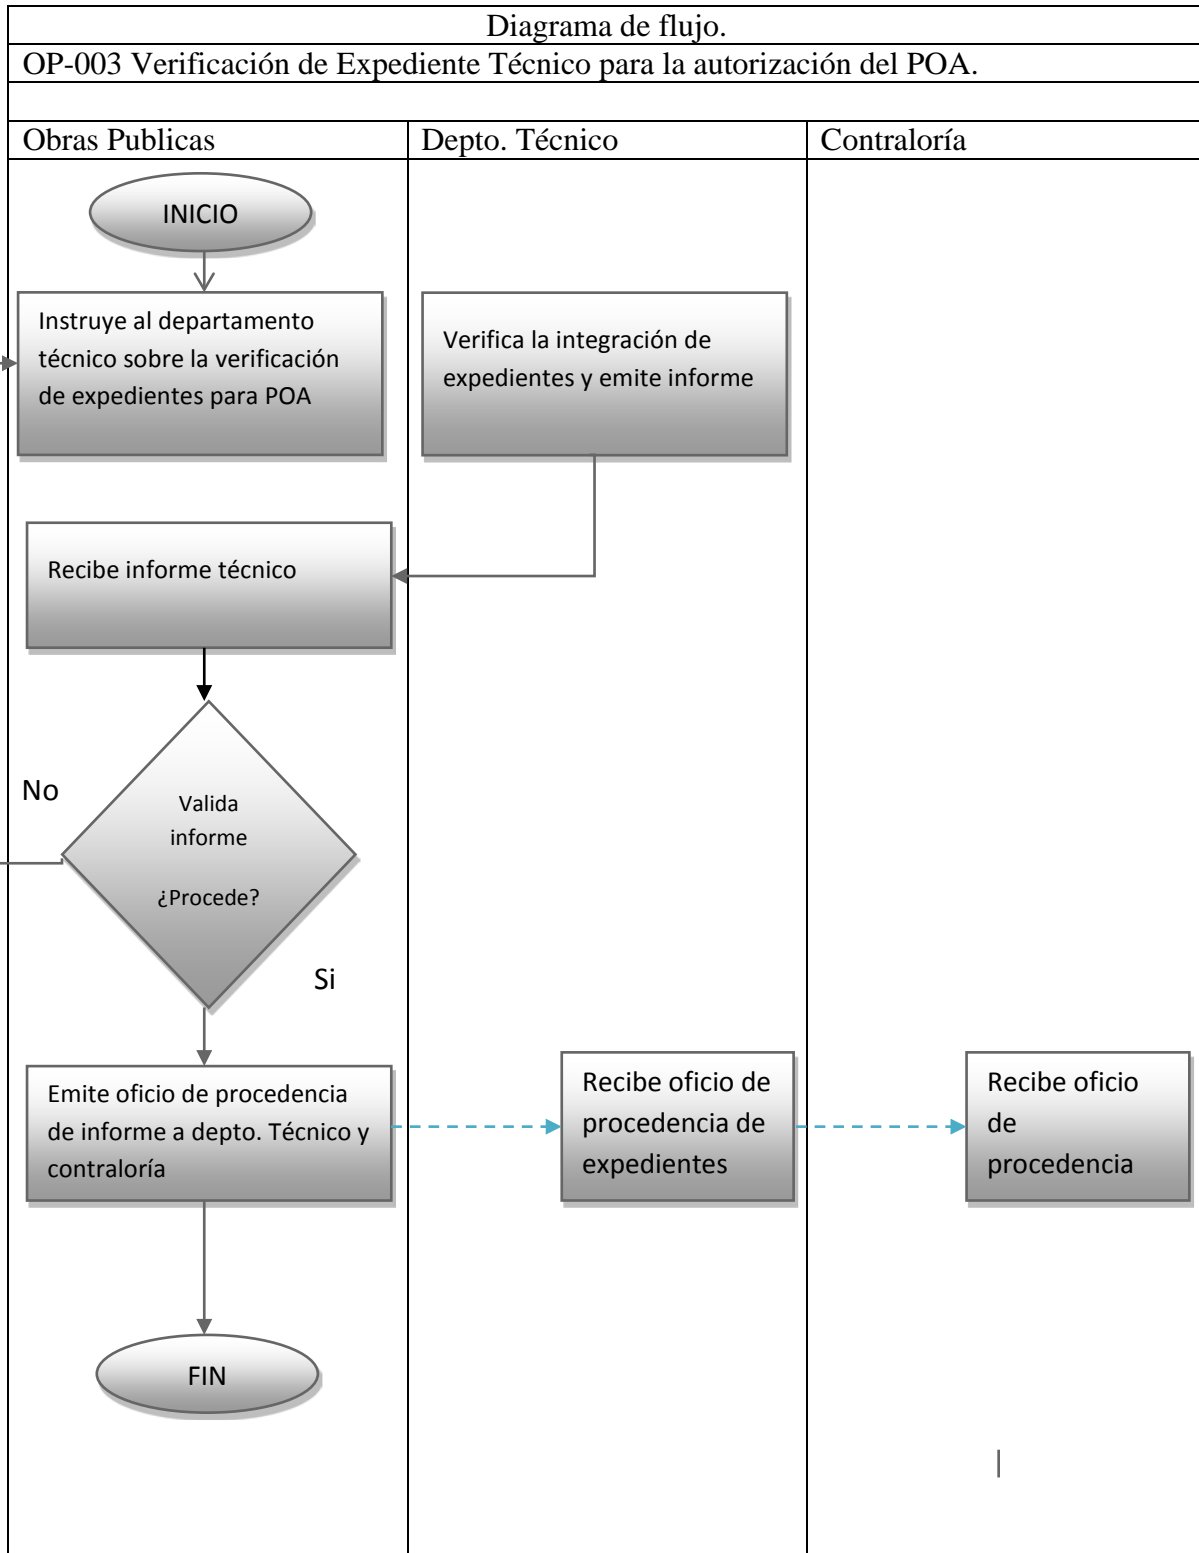 Diagrama de flujo.
OP-003 Verificación de Expediente Técnico para la autorización del POA.
Obras Publicas
Depto. Técnico
Contraloría
INICIO
Instruye al departamento
técnico sobre la verificación
de expedientes para POA
Verifica la integración de
expedientes y emite informe
Recibe informe técnico
No
Valida
informe
¿Procede?
Si
Emite oficio de procedencia
de informe a depto. Técnico y
contraloría
Recibe oficio de
procedencia de
expedientes
Recibe oficio
de
procedencia
FIN